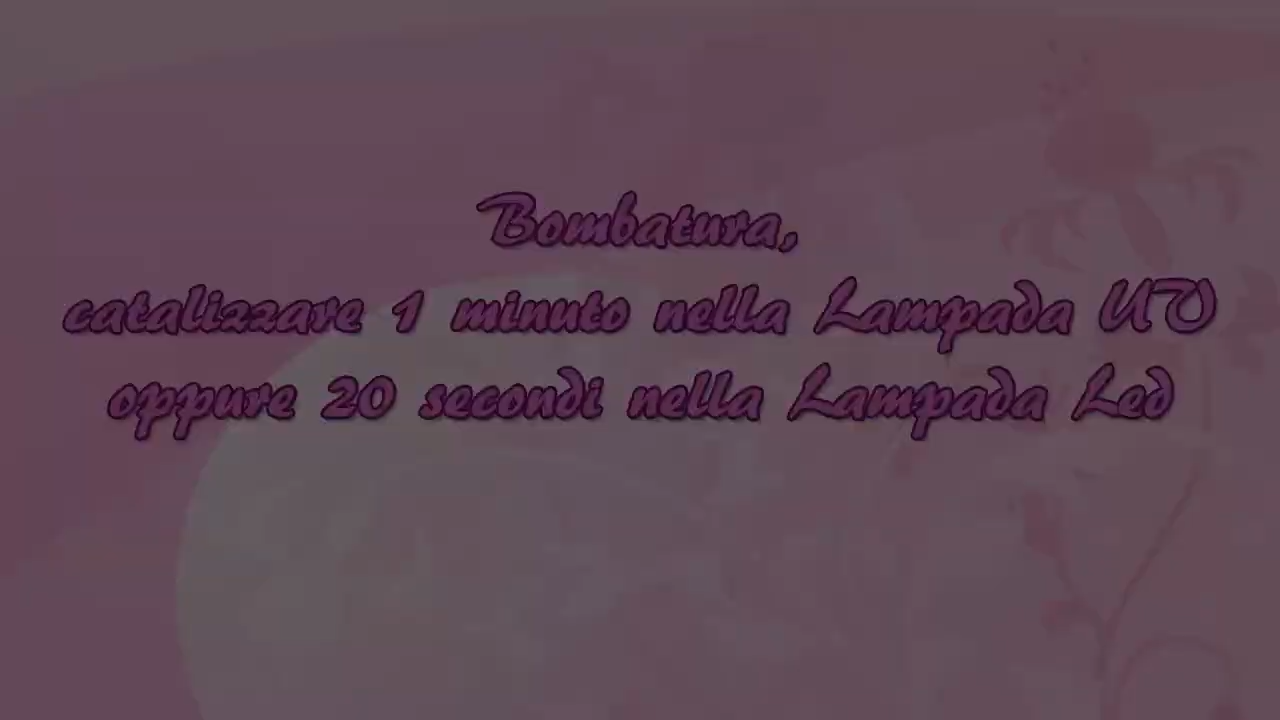 Bombatura,
catalizzare 1 minuto nella Lampada UV
oppure 20 secondi nella Lampada Led